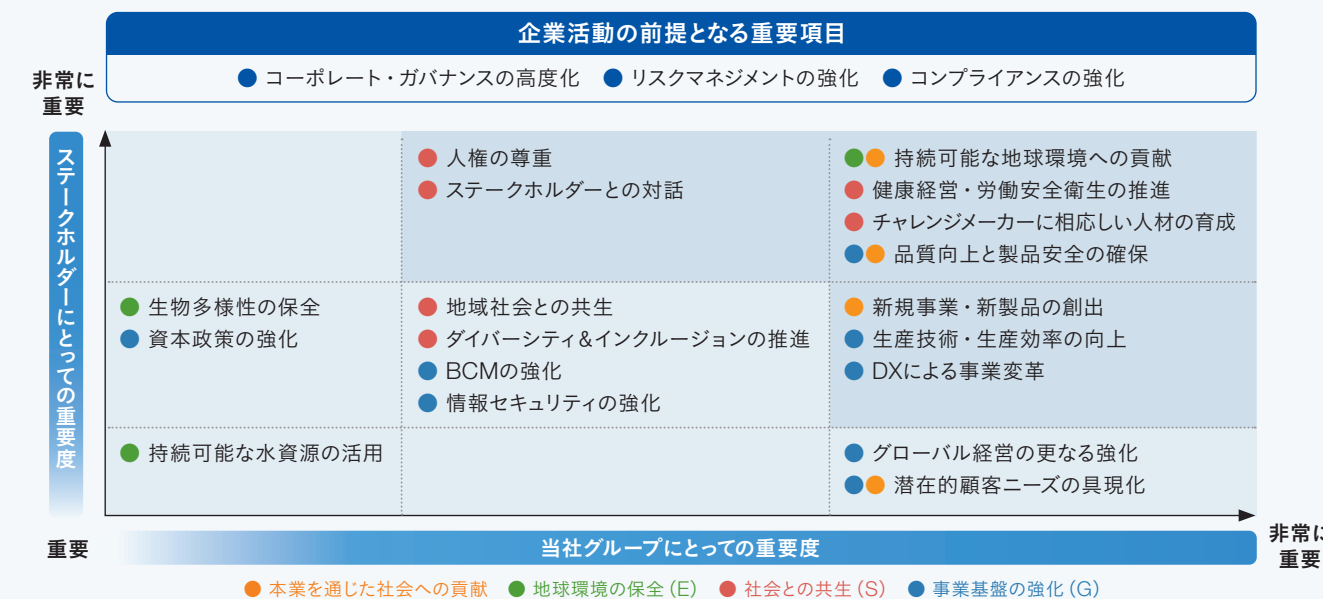 企業活動の前提となる重要項目
● コーポレート・ガバナンスの高度化 ● リスクマネジメントの強化 ● コンプライアンスの強化
非常に
重要
ステークホルダーにとっての重要度
● 人権の尊重
● ステークホルダーとの対話
●● 持続可能な地球環境への貢献
● 健康経営・労働安全衛生の推進
● チャレンジメーカーに相応しい人材の育成
●● 品質向上と製品安全の確保
● 生物多様性の保全
● 資本政策の強化
● 地域社会との共生
● ダイバーシティ&インクルージョンの推進
● BCMの強化
● 情報セキュリティの強化
● 新規事業・新製品の創出
● 生産技術・生産効率の向上
● DXによる事業変革
● 持続可能な水資源の活用
● グローバル経営の更なる強化
●● 潜在的顧客ニーズの具現化
重要
当社グループにとっての重要度
非常に
重要
● 本業を通じた社会への貢献 ● 地球環境の保全(E) ● 社会との共生(S) ● 事業基盤の強化(G)